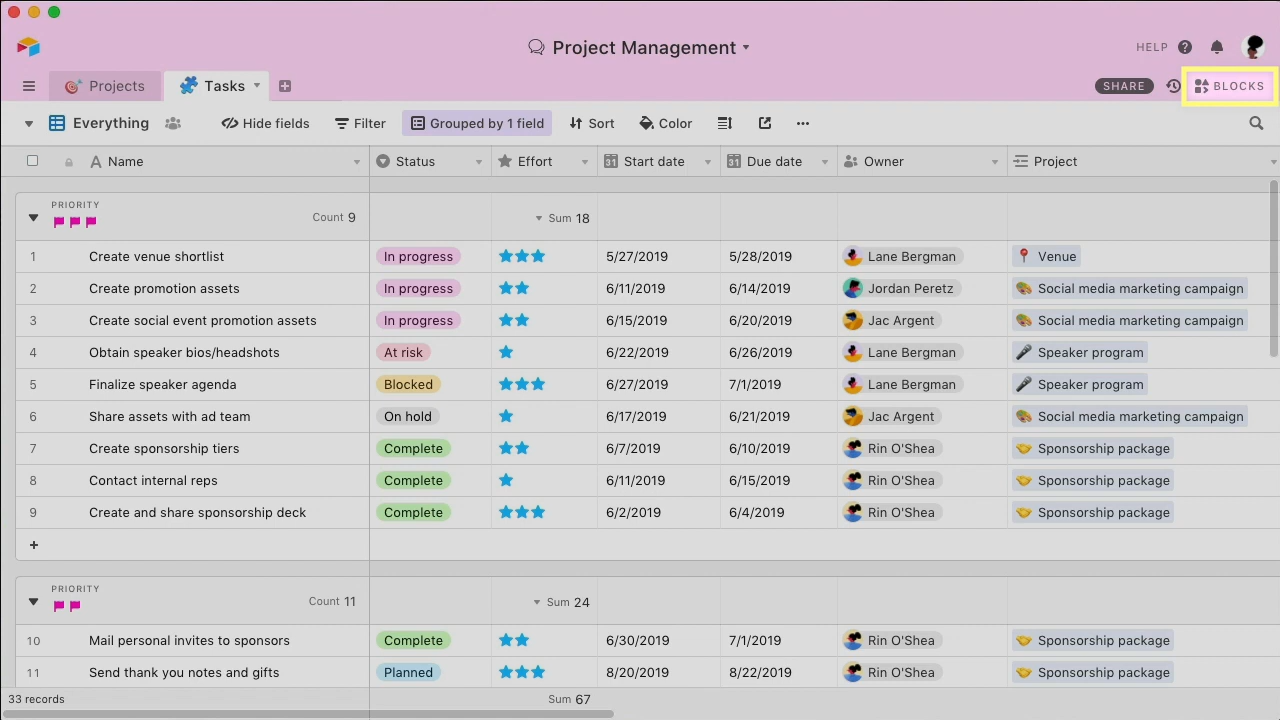 Project Management
HELP
Projects
Tasks
SHARE
BLOCKS
Everything
Hide fields
Filter
Grouped by 1 field
Sort
Color
A Name Status Effort 31 Start date 31 Due date Owner Project
PRIORITY
Count 9 Sum 18
1 Create venue shortlist In progress 5/27/2019 5/28/2019 Lane Bergman Venue
2 Create promotion assets In progress 6/11/2019 6/14/2019 Jordan Peretz Social media marketing campaign
3 Create social event promotion assets In progress 6/15/2019 6/20/2019 Jac Argent Social media marketing campaign
4 Obtain speaker bios/headshots At risk 6/22/2019 6/26/2019 Lane Bergman Speaker program
5 Finalize speaker agenda Blocked 6/27/2019 7/1/2019 Lane Bergman Speaker program
6 Share assets with ad team On hold 6/17/2019 6/21/2019 Jac Argent Social media marketing campaign
7 Create sponsorship tiers Complete 6/7/2019 6/10/2019 Rin O'Shea Sponsorship package
8 Contact internal reps Complete 6/11/2019 6/15/2019 Rin O'Shea Sponsorship package
9 Create and share sponsorship deck Complete 6/2/2019 6/4/2019 Rin O'Shea Sponsorship package
+
PRIORITY
Count 11 Sum 24
10 Mail personal invites to sponsors Complete 6/30/2019 7/1/2019 Rin O'Shea Sponsorship package
11 Send thank you notes and gifts Planned 8/20/2019 8/22/2019 Rin O'Shea Sponsorship package
33 records Sum 67